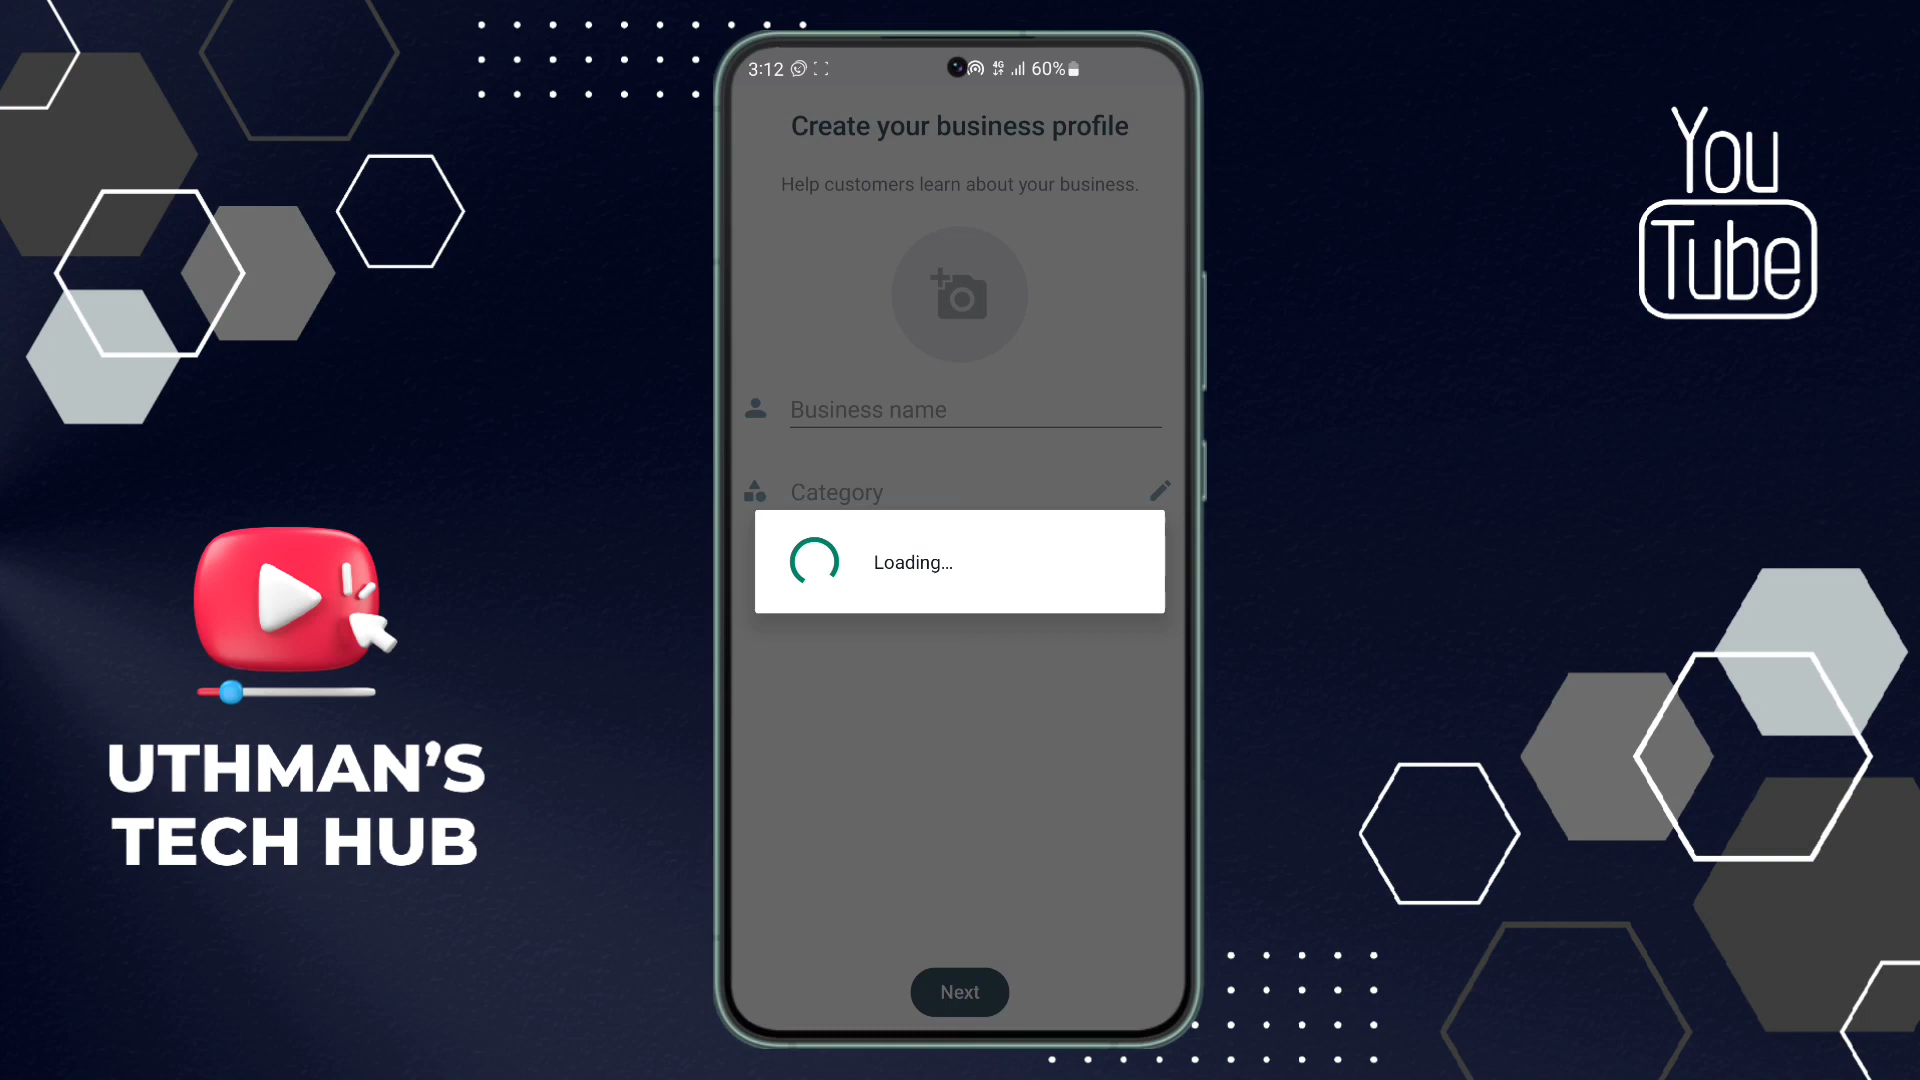 3:12
4G
60%
Create your business profile
Help customers learn about your business.
Business name
Category
Loading...
Next
You
Tube
UTHMAN'S
TECH HUB